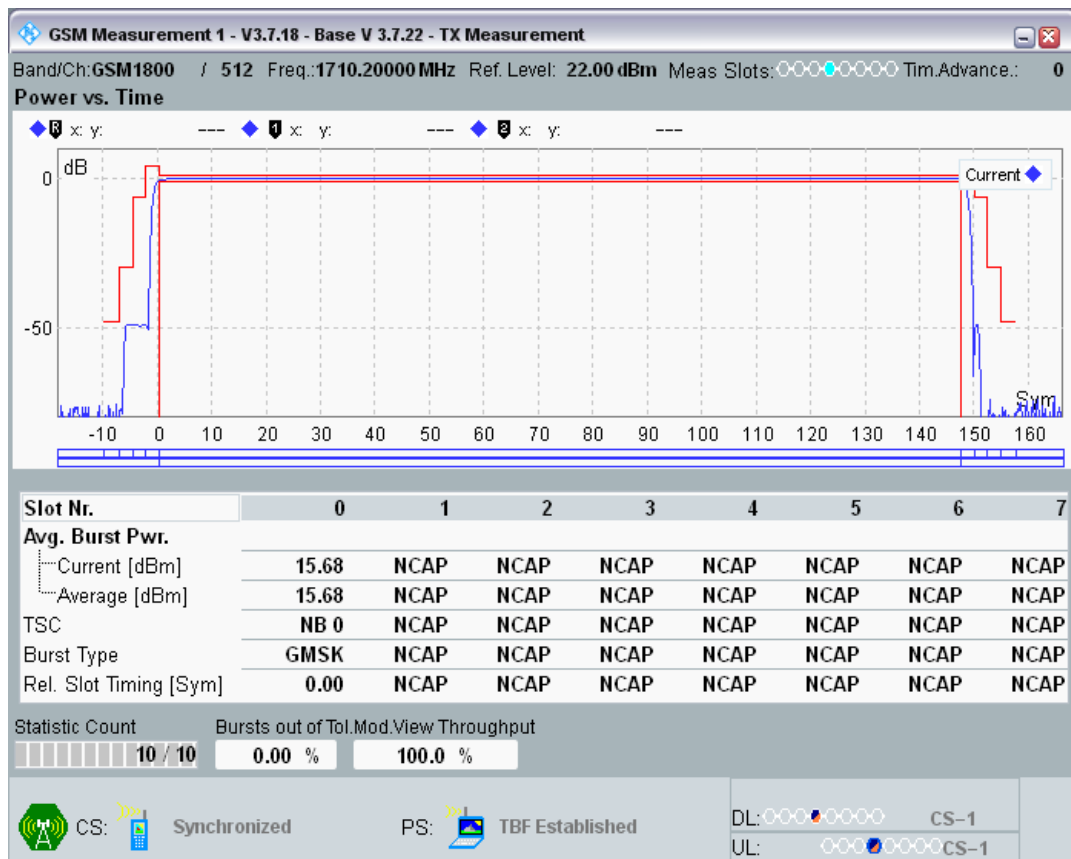 GSM Measurement 1 - V3.7.18 - Base V 3.7.22 - TX Measurement
Band/Ch:GSM1800 / 512 Freq.:1710.20000 MHz Ref. Level: 22.00 dBm Meas Slots: Tim.Advance.: 0
Power vs. Time
R x: y: --- 1 x: y: --- 2 x: y: ---
dB
0
Current
-50
Sym
-10 0 10 20 30 40 50 60 70 80 90 100 110 120 130 140 150 160
Slot Nr. 0 1 2 3 4 5 6 7
Avg. Burst Pwr.
Current [dBm] 15.68 NCAP NCAP NCAP NCAP NCAP NCAP NCAP
Average [dBm] 15.68 NCAP NCAP NCAP NCAP NCAP NCAP NCAP
TSC NB 0 NCAP NCAP NCAP NCAP NCAP NCAP NCAP
Burst Type GMSK NCAP NCAP NCAP NCAP NCAP NCAP NCAP
Rel. Slot Timing [Sym] 0.00 NCAP NCAP NCAP NCAP NCAP NCAP NCAP
Statistic Count Bursts out of Tol.Mod.View Throughput
10 / 10 0.00 % 100.0 %
CS: Synchronized PS: TBF Established
DL: CS-1
UL: CS-1